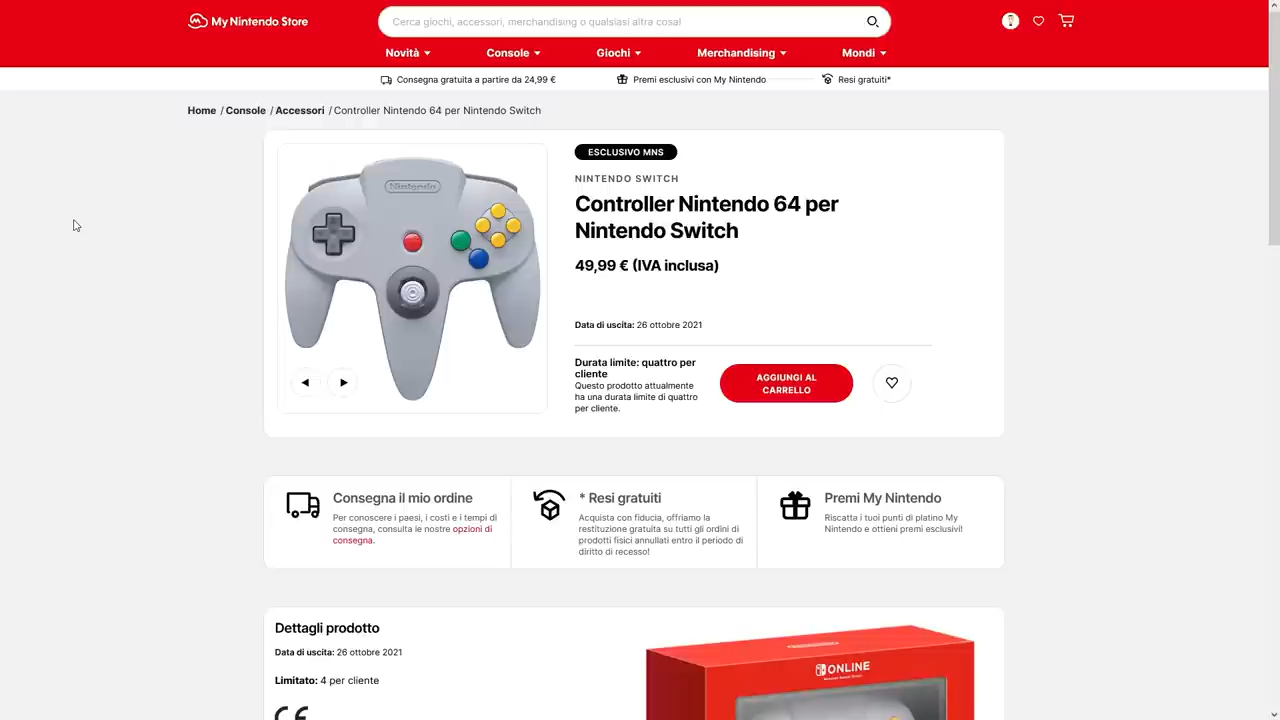 My Nintendo Store
Cerca giochi, accessori, merchandising o qualsiasi altra cosa!
Novità
Console
Giochi
Merchandising
Mondi
Consegna gratuita a partire da 24,99 €
Premi esclusivi con My Nintendo
Resi gratuiti*
Home / Console / Accessori / Controller Nintendo 64 per Nintendo Switch
Nintendo
ESCLUSIVO MNS
NINTENDO SWITCH
Controller Nintendo 64 per
Nintendo Switch
49,99 € (IVA inclusa)
Data di uscita: 26 ottobre 2021
Durata limite: quattro per
cliente
Questo prodotto attualmente
ha una durata limite di quattro
per cliente.
AGGIUNGI AL
CARRELLO
Consegna il mio ordine
Per conoscere i paesi, i costi e i tempi di
consegna, consulta le nostre opzioni di
consegna.
* Resi gratuiti
Acquista con fiducia, offriamo la
restituzione gratuita su tutti gli ordini di
prodotti fisici annullati entro il periodo di
diritto di recesso!
Premi My Nintendo
Riscatta i tuoi punti di platino My
Nintendo e ottieni premi esclusivi!
Dettagli prodotto
Data di uscita: 26 ottobre 2021
Limitato: 4 per cliente
CE
ONLINE